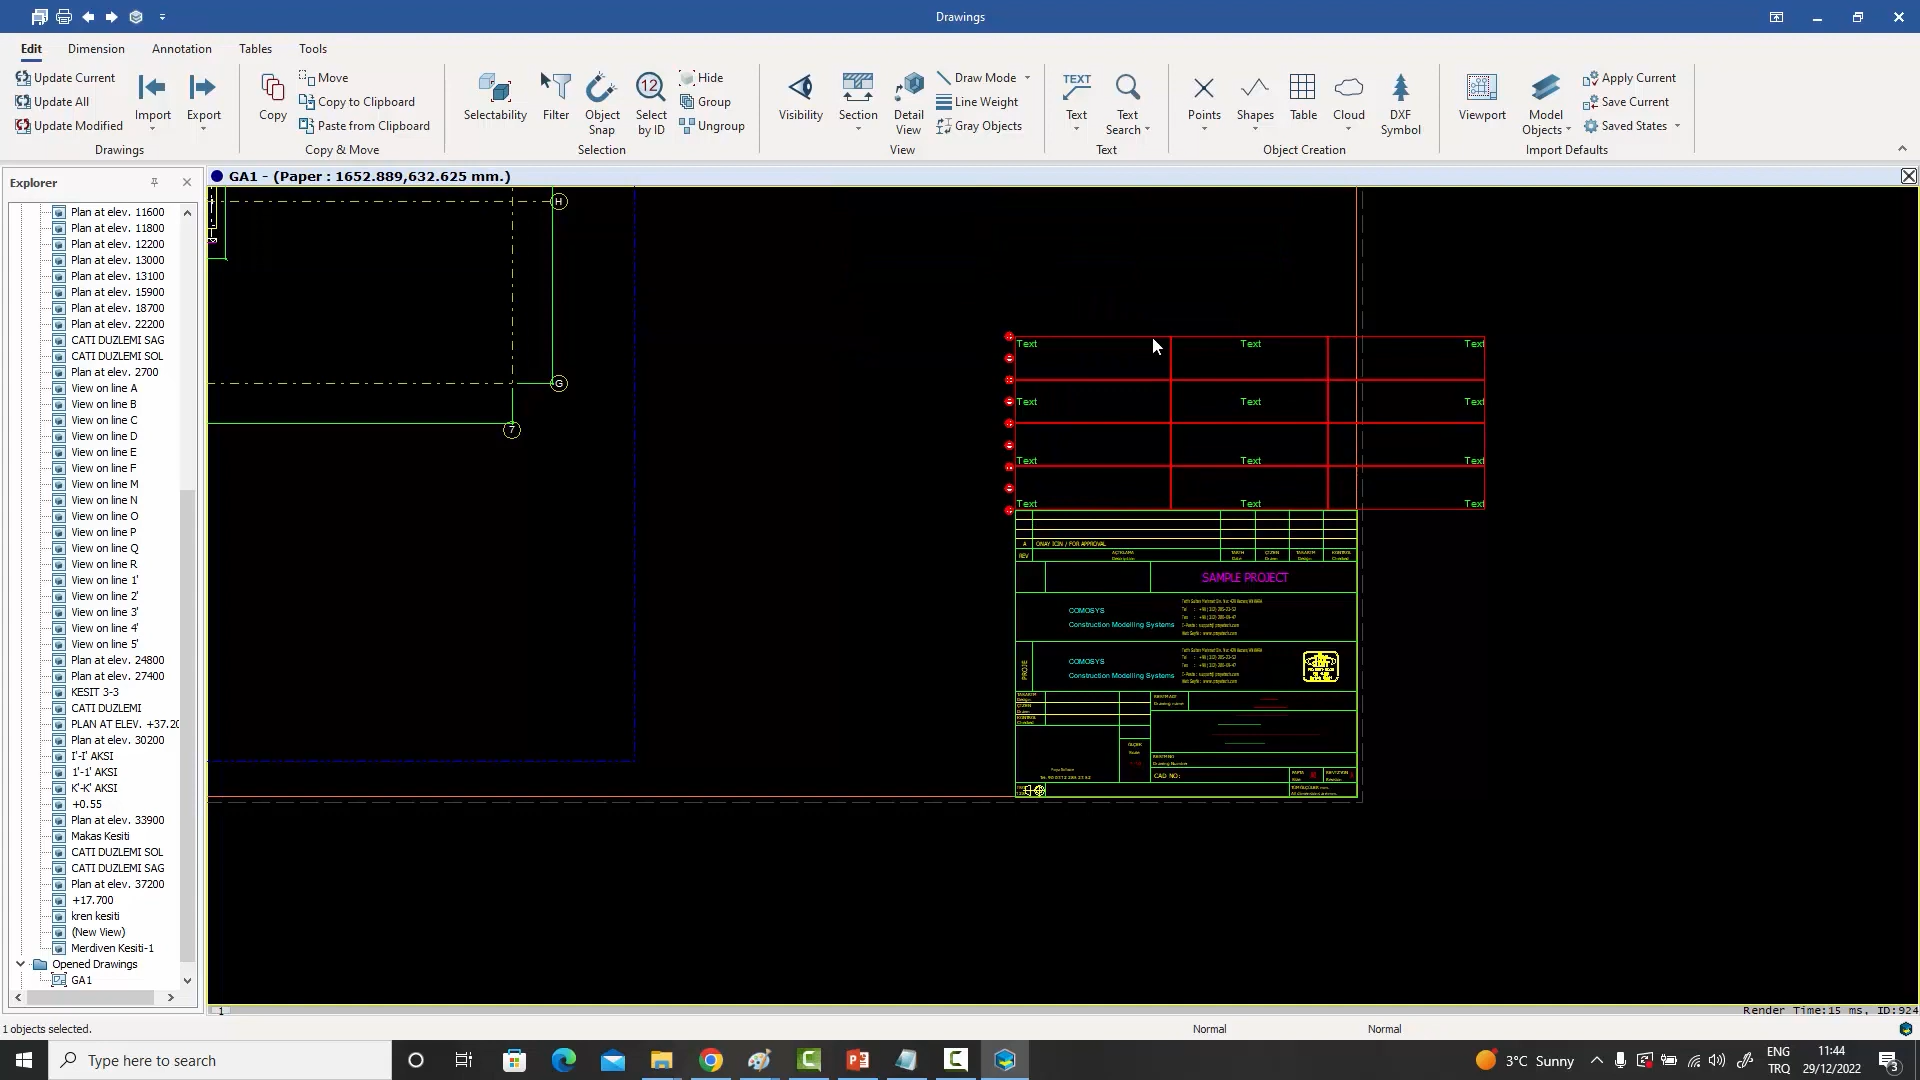 Drawings
Edit Dimension Annotation Tables Tools
Update Current
Update All
Update Modified
Import
Export
Drawings
Copy
Move
Copy to Clipboard
Paste from Clipboard
Copy & Move
Selectability
Filter
Object Snap
12
Select by ID
Hide
Group
Ungroup
Selection
Visibility
Section
Detail View
Draw Mode
Line Weight
Gray Objects
View
TEXT
Text
Text Search
Text
Points
Shapes
Table
Cloud
DXF Symbol
Object Creation
Viewport
Model Objects
Apply Current
Save Current
Saved States
Import Defaults
Explorer
GA1 - (Paper : 1652.889,632.625 mm.)
Plan at elev. 11600
Plan at elev. 11800
Plan at elev. 12200
Plan at elev. 13000
Plan at elev. 13100
Plan at elev. 15900
Plan at elev. 18700
Plan at elev. 22200
CATI DUZLEMI SAG
CATI DUZLEMI SOL
Plan at elev. 2700
View on line A
View on line B
View on line C
View on line D
View on line E
View on line F
View on line M
View on line N
View on line O
View on line P
View on line Q
View on line R
View on line 1'
View on line 2'
View on line 3'
View on line 4'
View on line 5'
Plan at elev. 24800
Plan at elev. 27400
KESIT 3-3
CATI DUZLEMI
PLAN AT ELEV. +37.20
Plan at elev. 30200
I'-I' AKSI
1'-1' AKSI
K'-K' AKSI
+0.55
Plan at elev. 33900
Makas Kesiti
CATI DUZLEMI SOL
CATI DUZLEMI SAG
Plan at elev. 37200
+17.700
kren kesiti
(New View)
Merdiven Kesiti-1
Opened Drawings
GA1
H
G
7
Text Text Text
Text Text Text
Text Text Text
Text Text Text
A ONAY ICIN / FOR APPROVAL
REV
SAMPLE PROJECT
COMOSYS
Construction Modelling Systems
PROJE
COMOSYS
Construction Modelling Systems
Drawing name
Drawing Number
CAD NO:
1
Render Time:15 ms, ID:924
1 objects selected.
Normal Normal
Type here to search
3°C Sunny
ENG
TRQ
11:44
29/12/2022
3